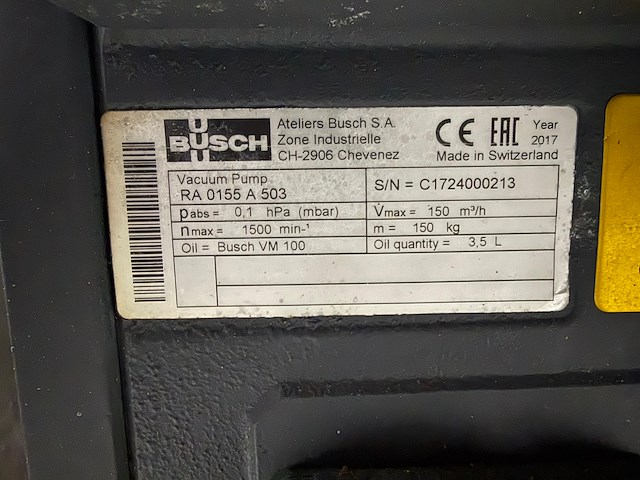 BUSCH
Ateliers Busch S.A.
Zone Industrielle
CH-2906 Chevenez
CE EAC Year
2017
Made in Switzerland
Vacuum Pump
RA 0155 A 503
S/N = C1724000213
pabs = 0,1 hPa (mbar)
V̇max = 150 m³/h
nmax = 1500 min-¹
m = 150 kg
Oil = Busch VM 100
Oil quantity = 3,5 L